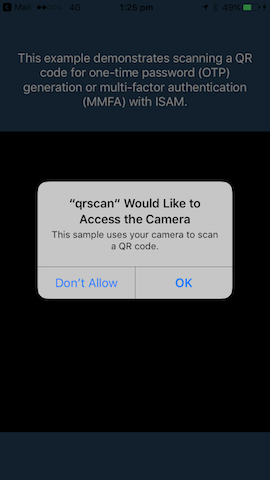 Mail 4G 1:25 pm 49%
This example demonstrates scanning a QR
code for one-time password (OTP)
generation or multi-factor authentication
(MMFA) with ISAM.
“qrscan” Would Like to
Access the Camera
This sample uses your camera to scan
a QR code.
Don’t Allow OK